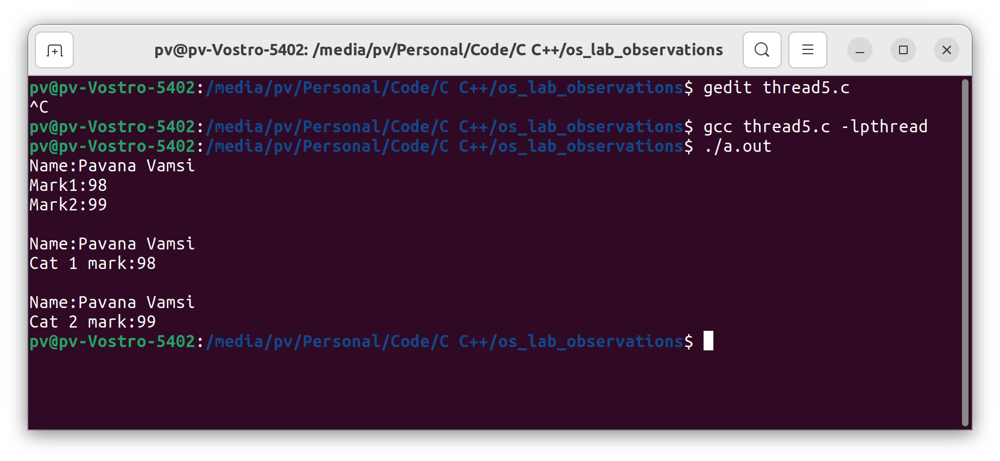 pv@pv-Vostro-5402: /media/pv/Personal/Code/C C++/os_lab_observations
pv@pv-Vostro-5402:/media/pv/Personal/Code/C C++/os_lab_observations$ gedit thread5.c
^C
pv@pv-Vostro-5402:/media/pv/Personal/Code/C C++/os_lab_observations$ gcc thread5.c -lpthread
pv@pv-Vostro-5402:/media/pv/Personal/Code/C C++/os_lab_observations$ ./a.out
Name:Pavana Vamsi
Mark1:98
Mark2:99
Name:Pavana Vamsi
Cat 1 mark:98
Name:Pavana Vamsi
Cat 2 mark:99
pv@pv-Vostro-5402:/media/pv/Personal/Code/C C++/os_lab_observations$